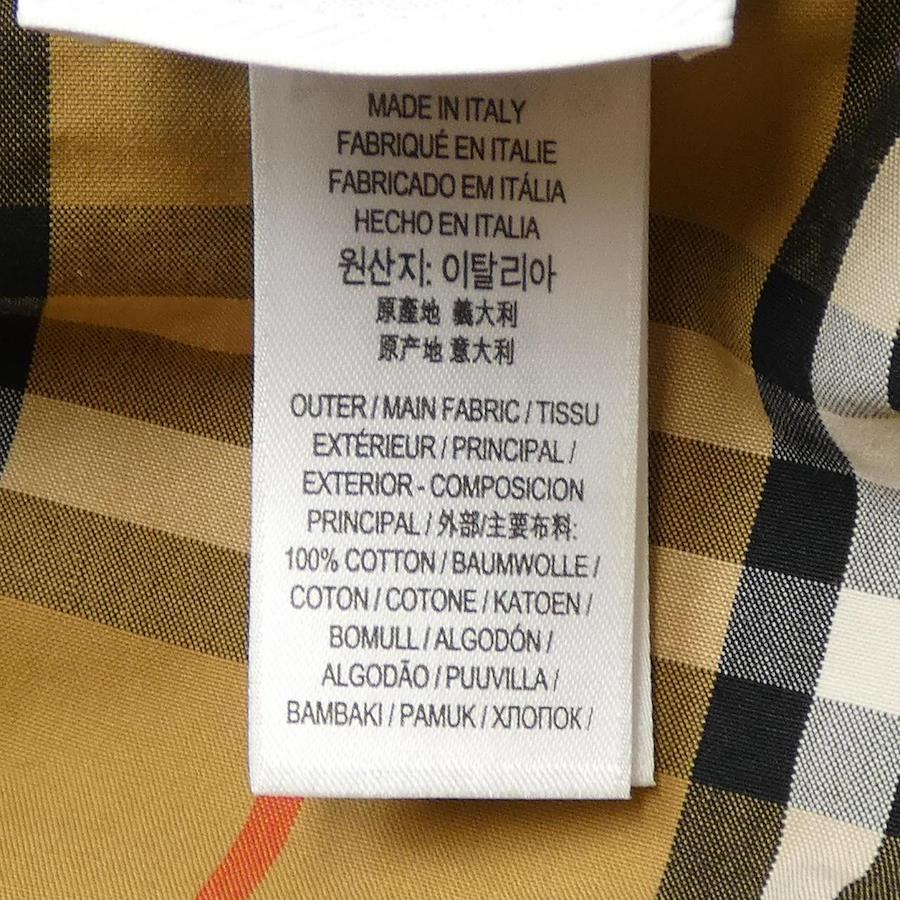 MADE IN ITALY
FABRIQUÉ EN ITALIE
FABRICADO EM ITÁLIA
HECHO EN ITALIA
원산지: 이탈리아
原產地 義大利
原产地 意大利
OUTER / MAIN FABRIC / TISSU
EXTÉRIEUR / PRINCIPAL /
EXTERIOR - COMPOSICION
PRINCIPAL / 外部/主要布料:
100% COTTON / BAUMWOLLE /
COTON / COTONE / KATOEN /
BOMULL / ALGODÓN /
ALGODÃO / PUUVILLA /
BAMBAKI / PAMUK / ХЛОПОК /